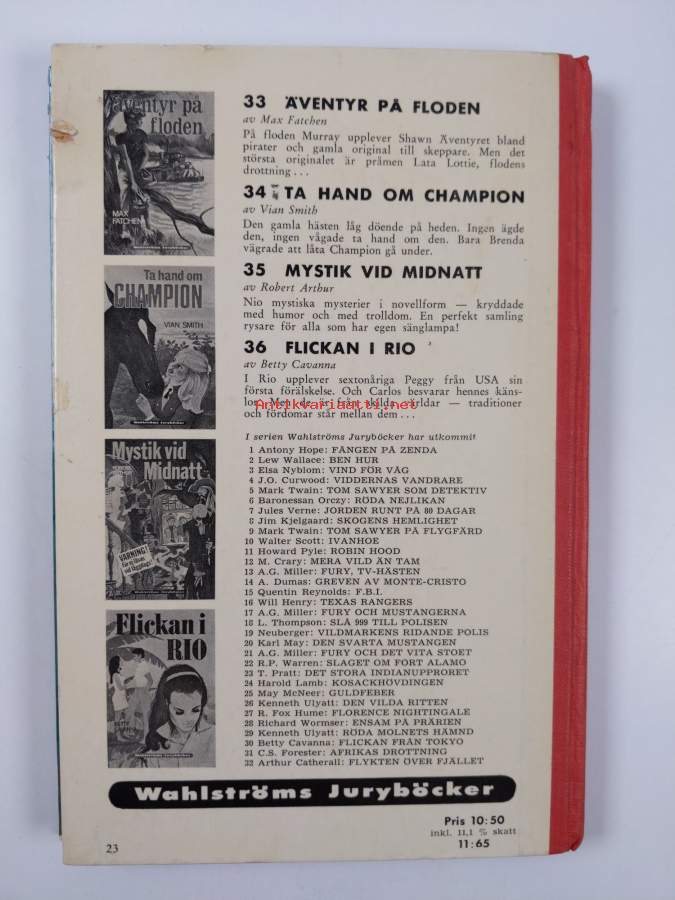 äventyr på
floden
MAX
FATCHEN
33 ÄVENTYR PÅ FLODEN
av Max Fatchen
På floden Murray upplever Shawn Äventyret bland
pirater och gamla original till skeppare. Men det
största originalet är pråmen Lata Lottie, flodens
drottning . . .
Ta hand om
CHAMPION
VIAN SMITH
34 TA HAND OM CHAMPION
av Vian Smith
Den gamla hästen låg döende på heden. Ingen ägde
den, ingen vågade ta hand om den. Bara Brenda
vägrade att låta Champion gå under.
35 MYSTIK VID MIDNATT
av Robert Arthur
Nio mystiska mysterier i novellform — kryddade
med humor och med trolldom. En perfekt samling
rysare för alla som har egen sänglampa!
36 FLICKAN I RIO
av Betty Cavanna
I Rio upplever sextonåriga Peggy från USA sin
första förälskelse. Och Carlos besvarar hennes käns-
lor. Men de är från skilda världar — traditioner
och fördomar står mellan dem . . .
Antikvariaatti.net
Mystik vid
Midnatt
VARNING!
Flickan i
RIO
I serien Wahlströms Juryböcker har utkommit
1 Antony Hope: FÅNGEN PÅ ZENDA
2 Lew Wallace: BEN HUR
3 Elsa Nyblom: VIND FÖR VÅG
4 J.O. Curwood: VIDDERNAS VANDRARE
5 Mark Twain: TOM SAWYER SOM DETEKTIV
6 Baronessan Orczy: RÖDA NEJLIKAN
7 Jules Verne: JORDEN RUNT PÅ 80 DAGAR
8 Jim Kjelgaard: SKOGENS HEMLIGHET
9 Mark Twain: TOM SAWYER PÅ FLYGFÄRD
10 Walter Scott: IVANHOE
11 Howard Pyle: ROBIN HOOD
12 M. Crary: MERA VILD ÄN TAM
13 A.G. Miller: FURY, TV-HÄSTEN
14 A. Dumas: GREVEN AV MONTE-CRISTO
15 Quentin Reynolds: F.B.I.
16 Will Henry: TEXAS RANGERS
17 A.G. Miller: FURY OCH MUSTANGERNA
18 L. Thompson: SLÅ 999 TILL POLISEN
19 Neuberger: VILDMARKENS RIDANDE POLIS
20 Karl May: DEN SVARTA MUSTANGEN
21 A.G. Miller: FURY OCH DET VITA STOET
22 R.P. Warren: SLAGET OM FORT ALAMO
23 T. Pratt: DET STORA INDIANUPPRORET
24 Harold Lamb: KOSACKHÖVDINGEN
25 May McNeer: GULDFEBER
26 Kenneth Ulyatt: DEN VILDA RITTEN
27 R. Fox Hume: FLORENCE NIGHTINGALE
28 Richard Wormser: ENSAM PÅ PRÄRIEN
29 Kenneth Ulyatt: RÖDA MOLNETS HÄMND
30 Betty Cavanna: FLICKAN FRÅN TOKYO
31 C.S. Forester: AFRIKAS DROTTNING
32 Arthur Catherall: FLYKTEN ÖVER FJÄLLET
Wahlströms Juryböcker
Pris 10:50
inkl. 11,1 % skatt
11:65
23